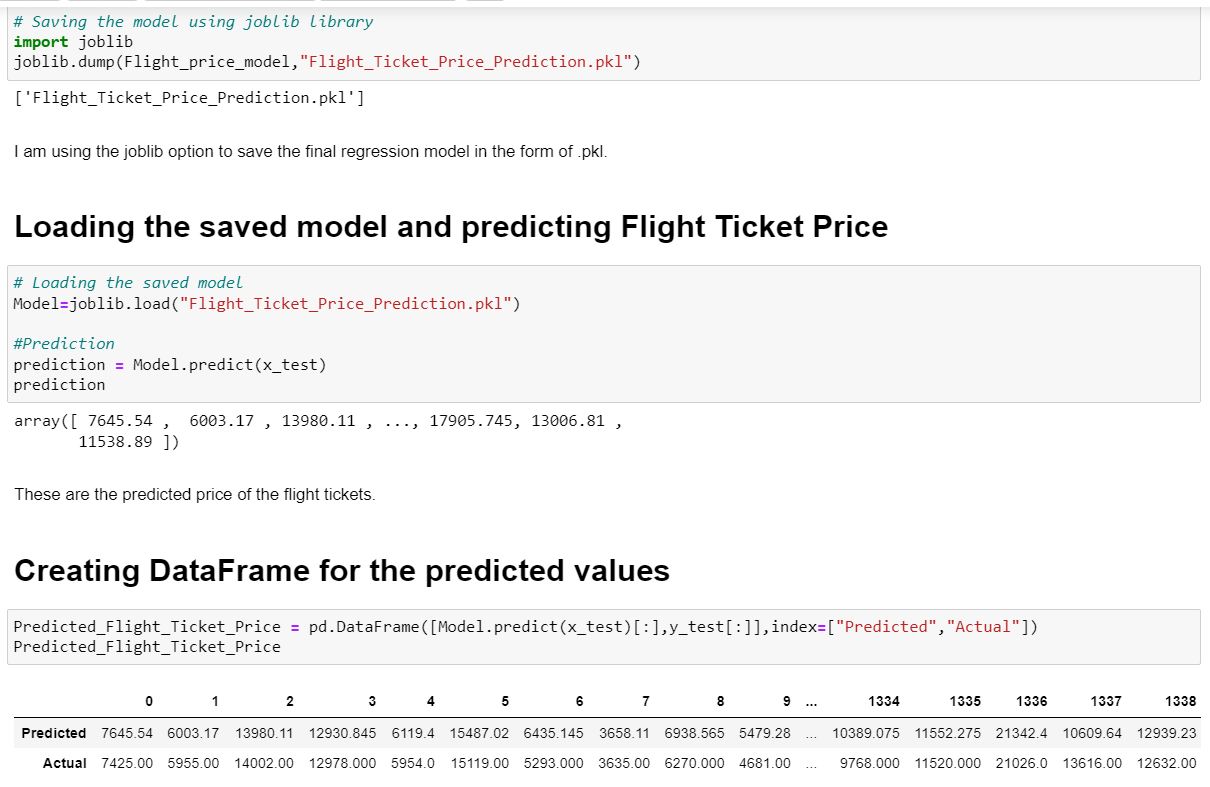 # Saving the model using joblib library
import joblib
joblib.dump(Flight_price_model,"Flight_Ticket_Price_Prediction.pkl")
['Flight_Ticket_Price_Prediction.pkl']
I am using the joblib option to save the final regression model in the form of .pkl.
Loading the saved model and predicting Flight Ticket Price
# Loading the saved model
Model=joblib.load("Flight_Ticket_Price_Prediction.pkl")
#Prediction
prediction = Model.predict(x_test)
prediction
array([ 7645.54 ,  6003.17 , 13980.11 , ..., 17905.745, 13006.81 ,
       11538.89 ])
These are the predicted price of the flight tickets.
Creating DataFrame for the predicted values
Predicted_Flight_Ticket_Price = pd.DataFrame([Model.predict(x_test)[:],y_test[:]],index=["Predicted","Actual"])
Predicted_Flight_Ticket_Price
0 1 2 3 4 5 6 7 8 9 ... 1334 1335 1336 1337 1338
Predicted 7645.54 6003.17 13980.11 12930.845 6119.4 15487.02 6435.145 3658.11 6938.565 5479.28 ... 10389.075 11552.275 21342.4 10609.64 12939.23
Actual 7425.00 5955.00 14002.00 12978.000 5954.0 15119.00 5293.000 3635.00 6270.000 4681.00 ... 9768.000 11520.000 21026.0 13616.00 12632.00